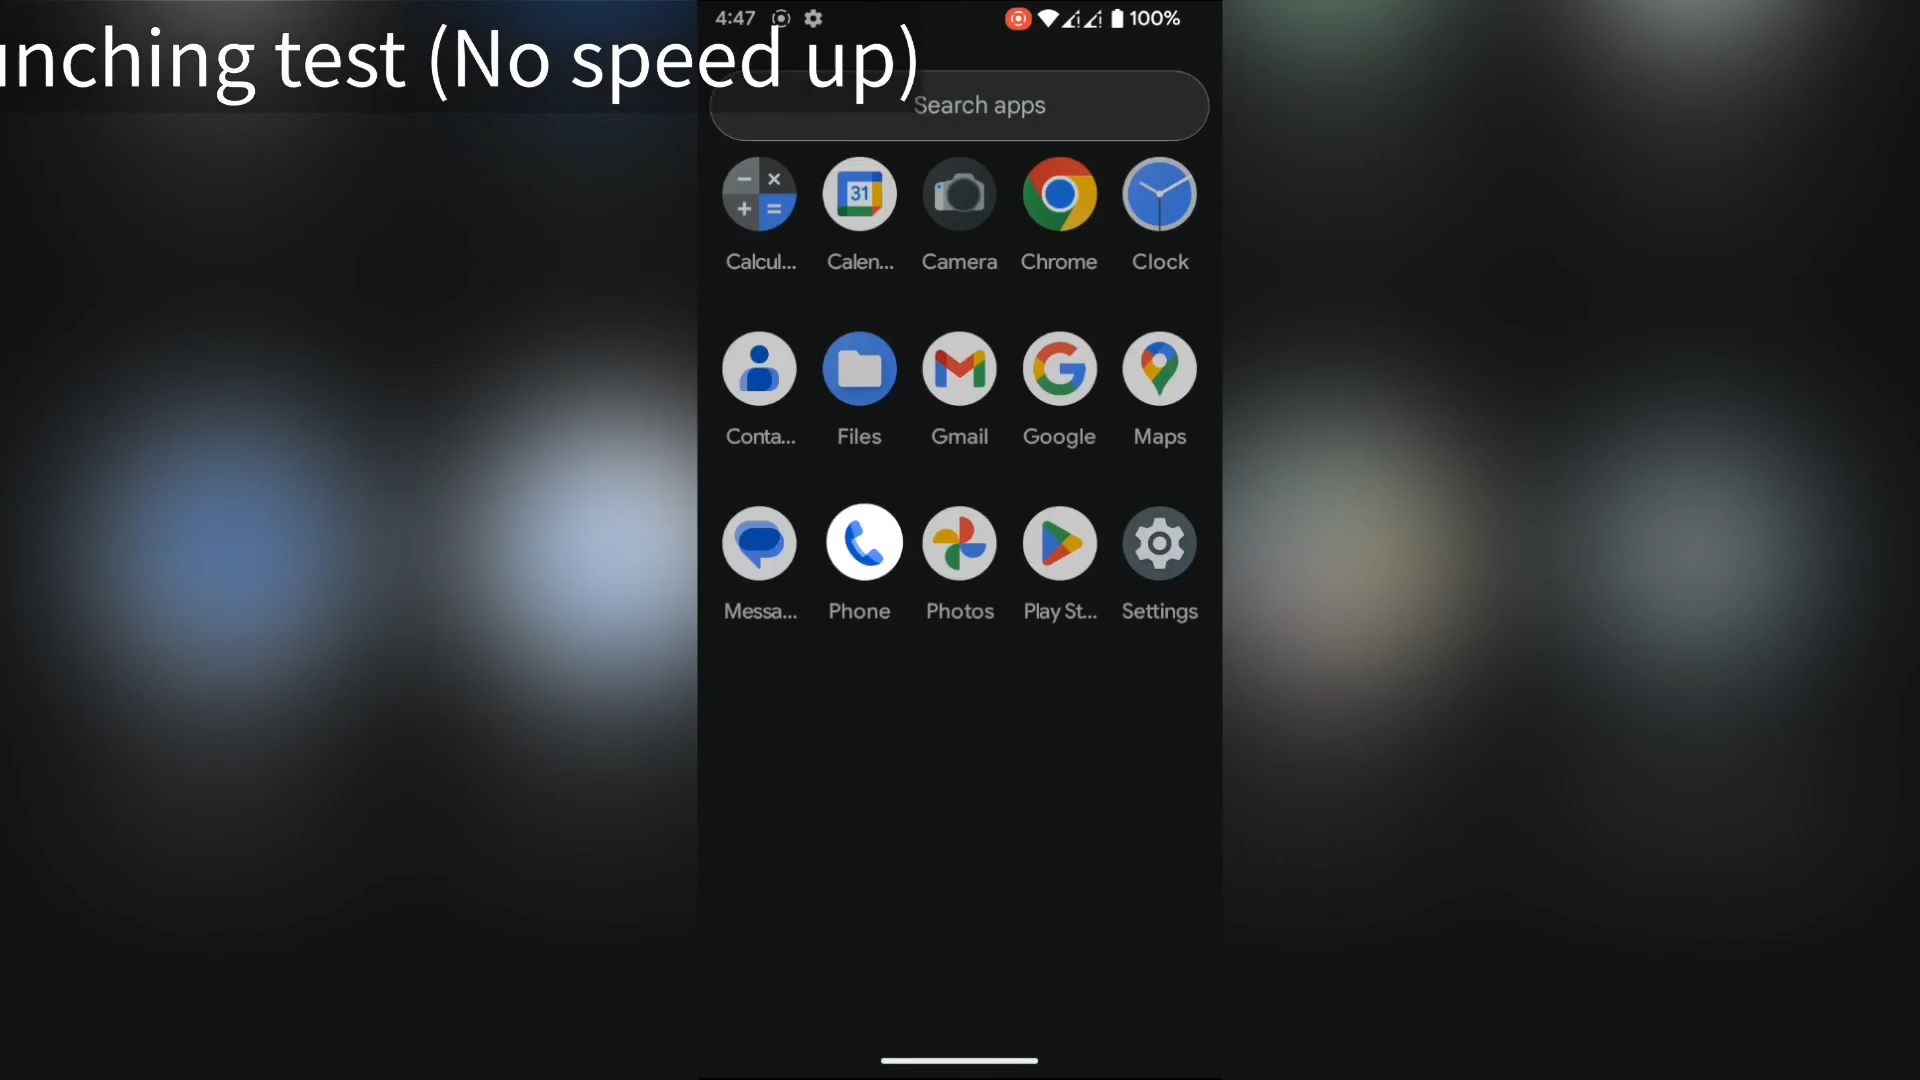 4:47 100%
unching test (No speed up)
Search apps
31
Calcul... Calen... Camera Chrome Clock
Conta... Files Gmail Google Maps
Messa... Phone Photos Play St... Settings